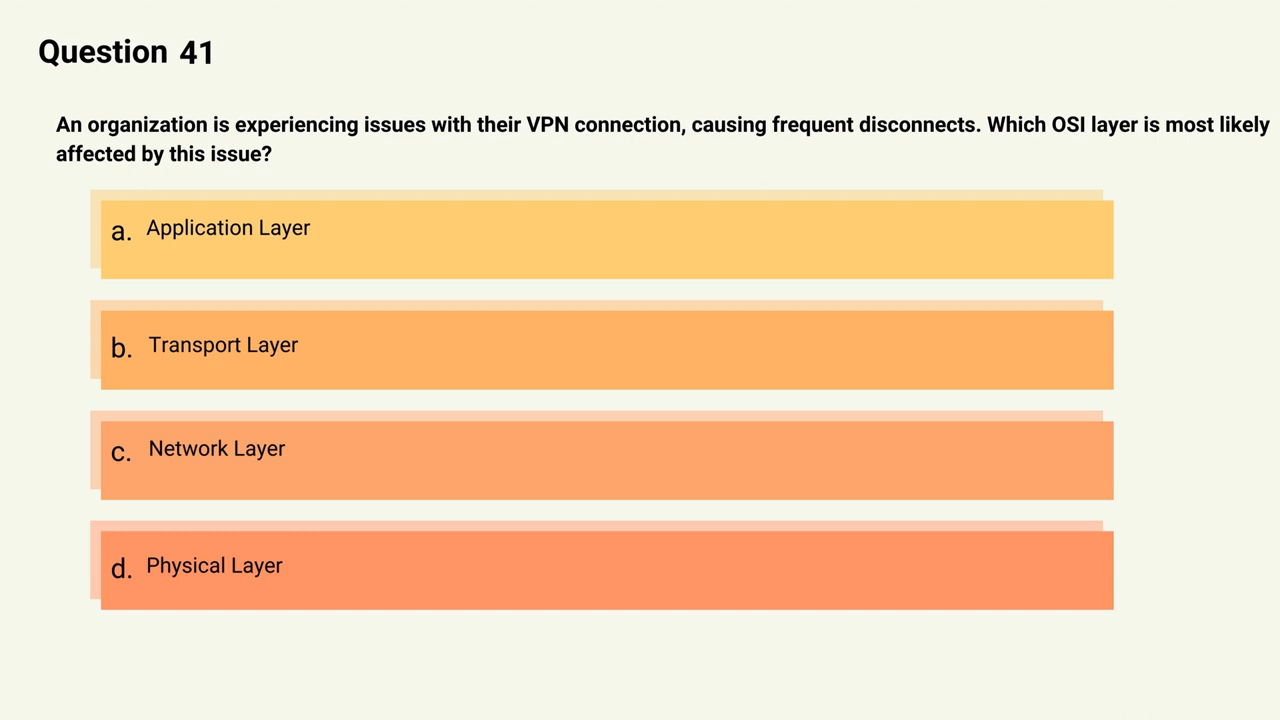 Question 41
An organization is experiencing issues with their VPN connection, causing frequent disconnects. Which OSI layer is most likely
affected by this issue?
a. Application Layer
b. Transport Layer
c. Network Layer
d. Physical Layer